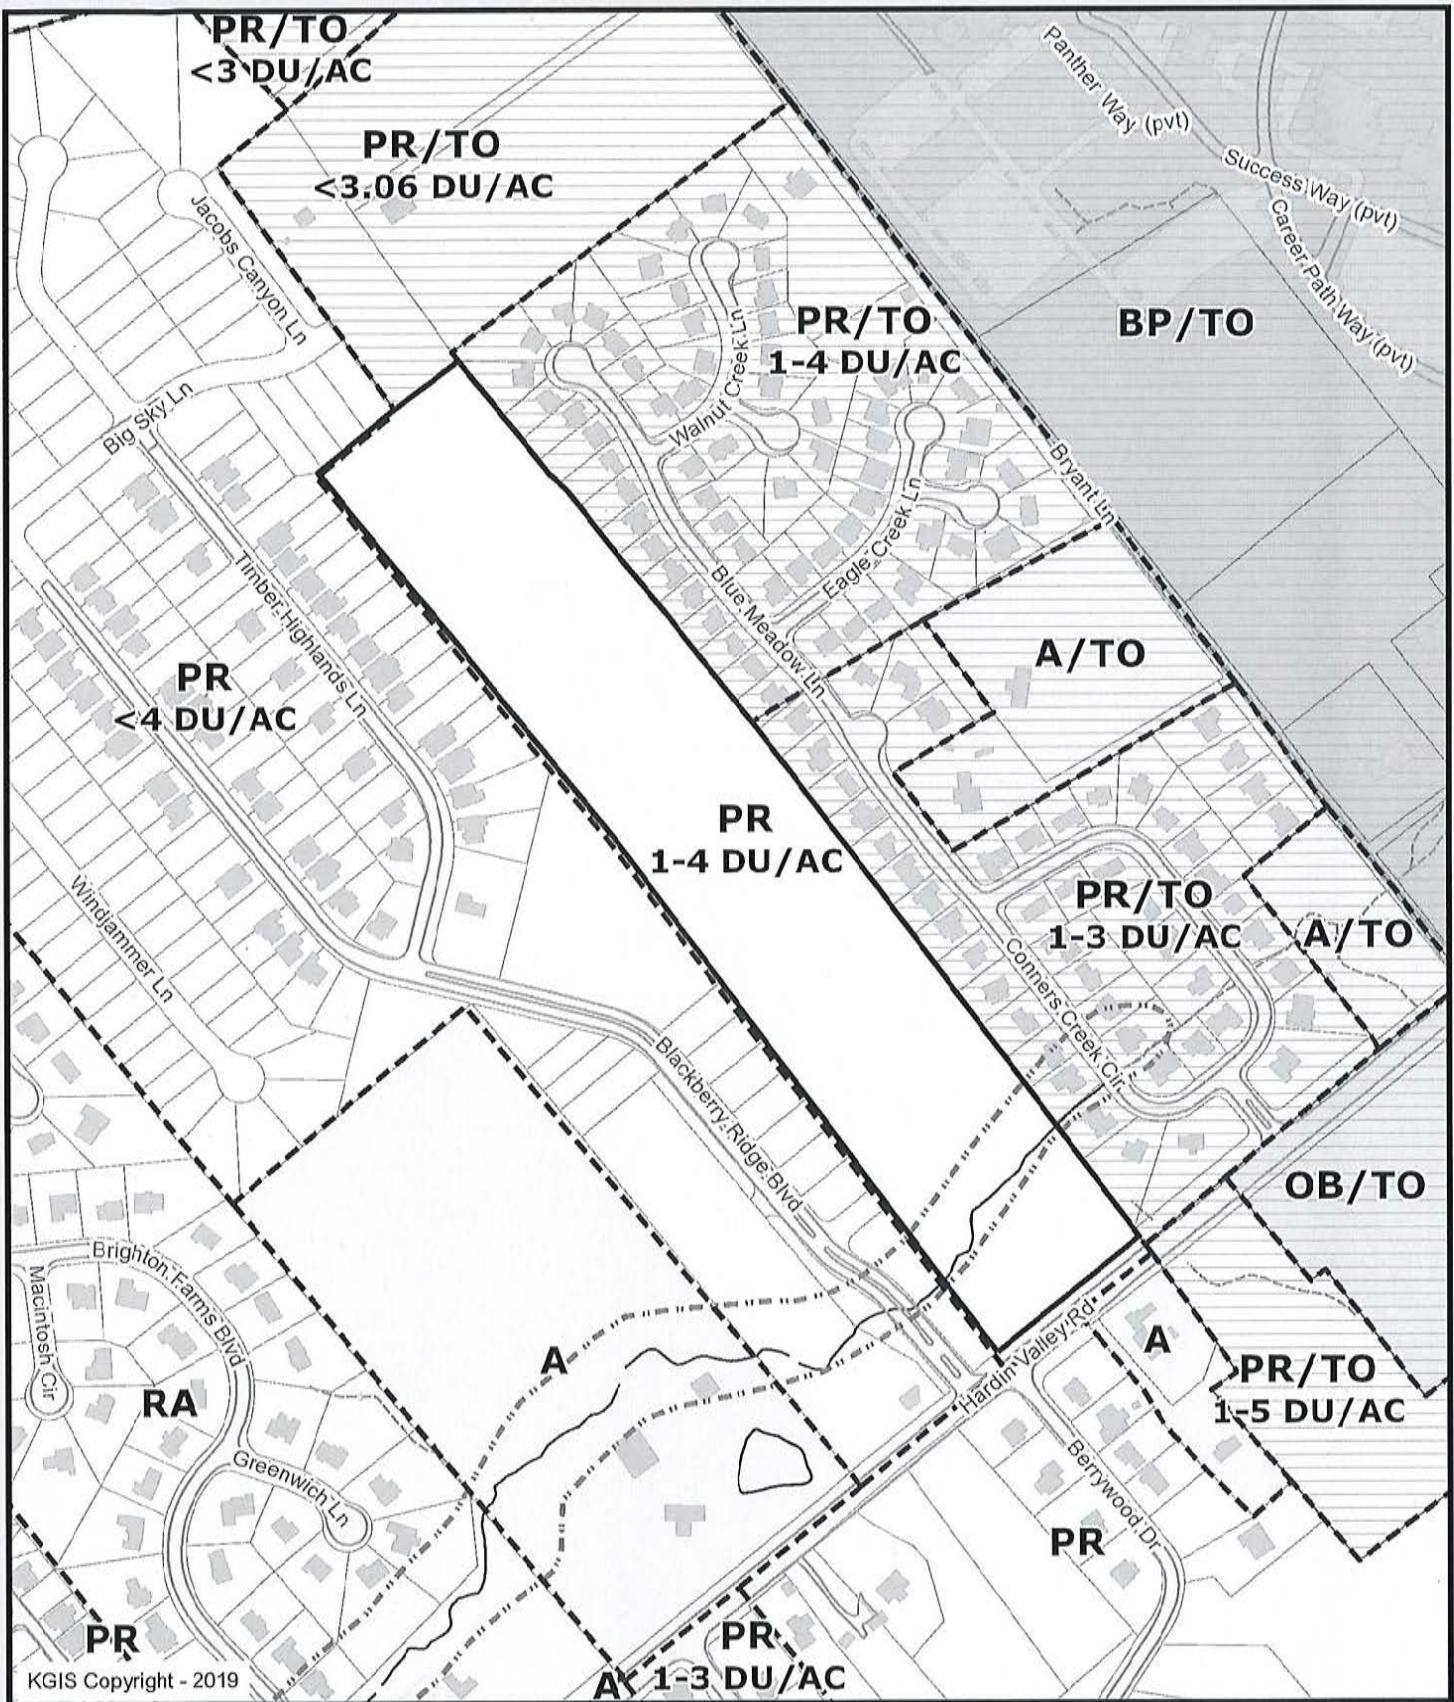 PR/TO
<3 DU/AC
PR/TO
<3.06 DU/AC
Panther Way (pvt)
Success Way (pvt)
Career Path Way (pvt)
Jacobs Canyon Ln
Walnut Creek Ln
PR/TO
1-4 DU/AC
BP/TO
Big Sky Ln
Bryant Ln
Eagle Creek Ln
Blue Meadow Ln
Timber Highlands Ln
A/TO
PR
<4 DU/AC
PR
1-4 DU/AC
Windjammer Ln
PR/TO
1-3 DU/AC
A/TO
Conners Creek Cir
Blackberry Ridge Blvd
OB/TO
Brighton Farms Blvd
Macintosh Cir
A
Hardin Valley Rd
A
PR/TO
1-5 DU/AC
RA
Greenwich Ln
Berrywood Dr
PR
PR
PR
1-3 DU/AC
A
KGIS Copyright - 2019